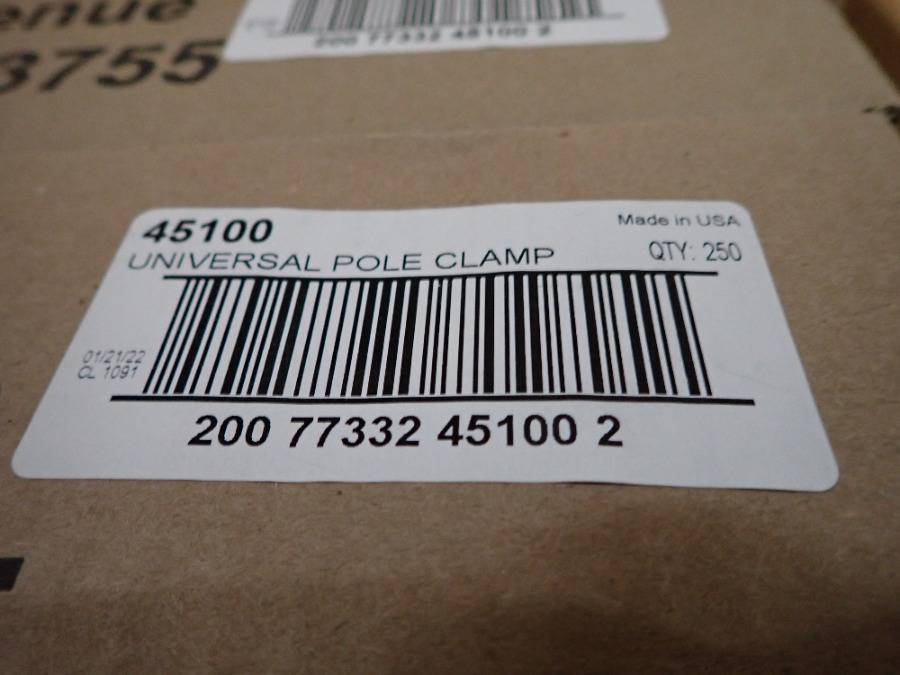 enue
3755
200 77332 45100 2
45100
Made in USA
UNIVERSAL POLE CLAMP
QTY: 250
01/21/22
CL 1091
200 77332 45100 2